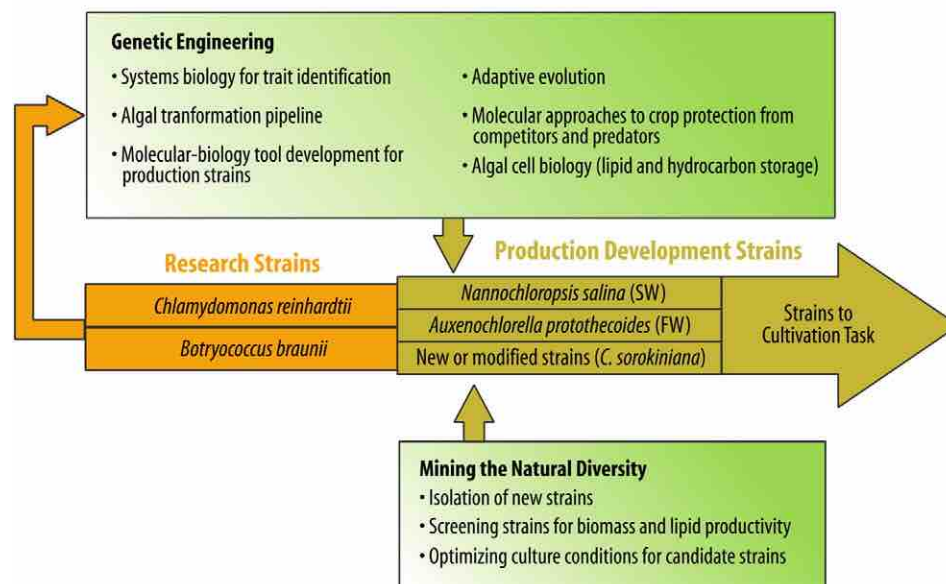 Genetic Engineering
• Systems biology for trait identification
• Algal tranformation pipeline
• Molecular-biology tool development for
production strains
• Adaptive evolution
• Molecular approaches to crop protection from
competitors and predators
• Algal cell biology (lipid and hydrocarbon storage)
Research Strains
Production Development Strains
Chlamydomonas reinhardtii
Botryococcus braunii
Nannochloropsis salina (SW)
Auxenochlorella protothecoides (FW)
New or modified strains (C. sorokiniana)
Strains to
Cultivation Task
Mining the Natural Diversity
• Isolation of new strains
• Screening strains for biomass and lipid productivity
• Optimizing culture conditions for candidate strains